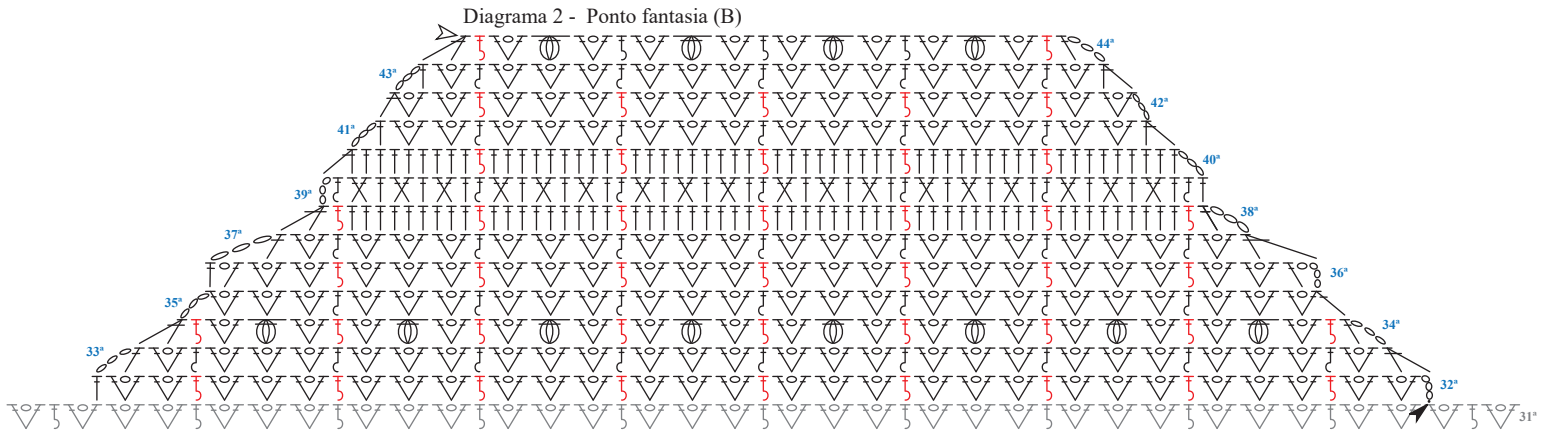 Diagrama 2 - Ponto fantasia (B)
44ª
43ª
42ª
41ª
40ª
39ª
38ª
37ª
36ª
35ª
34ª
33ª
32ª
31ª